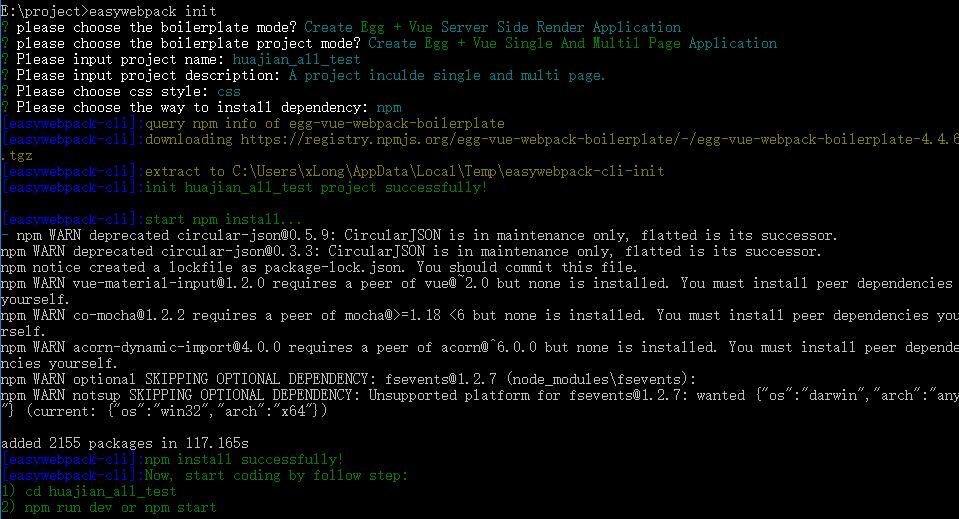 E:\project>easywebpack init
? please choose the boilerplate mode? Create Egg + Vue Server Side Render Application
? please choose the boilerplate project mode? Create Egg + Vue Single And Multil Page Application
? Please input project name: huajian_all_test
? Please input project description: A project inculde single and multi page.
? Please choose css style: css
? Please choose the way to install dependency: npm
[easywebpack-cli]:query npm info of egg-vue-webpack-boilerplate
[easywebpack-cli]:downloading https://registry.npmjs.org/egg-vue-webpack-boilerplate/-/egg-vue-webpack-boilerplate-4.4.6
.tgz
[easywebpack-cli]:extract to C:\Users\xLong\AppData\Local\Temp\easywebpack-cli-init
[easywebpack-cli]:init huajian_all_test project successfully!
[easywebpack-cli]:start npm install...
- npm WARN deprecated circular-json@0.5.9: CircularJSON is in maintenance only, flatted is its successor.
npm WARN deprecated circular-json@0.3.3: CircularJSON is in maintenance only, flatted is its successor.
npm notice created a lockfile as package-lock.json. You should commit this file.
npm WARN vue-material-input@1.2.0 requires a peer of vue@~2.0 but none is installed. You must install peer dependencies
yourself.
npm WARN co-mocha@1.2.2 requires a peer of mocha@>=1.18 <6 but none is installed. You must install peer dependencies you
rself.
npm WARN acorn-dynamic-import@4.0.0 requires a peer of acorn@^6.0.0 but none is installed. You must install peer depende
ncies yourself.
npm WARN optional SKIPPING OPTIONAL DEPENDENCY: fsevents@1.2.7 (node_modules\fsevents):
npm WARN notsup SKIPPING OPTIONAL DEPENDENCY: Unsupported platform for fsevents@1.2.7: wanted {"os":"darwin","arch":"any
"} (current: {"os":"win32","arch":"x64"})
added 2155 packages in 117.165s
[easywebpack-cli]:npm install successfully!
[easywebpack-cli]:Now, start coding by follow step:
1) cd huajian_all_test
2) npm run dev or npm start